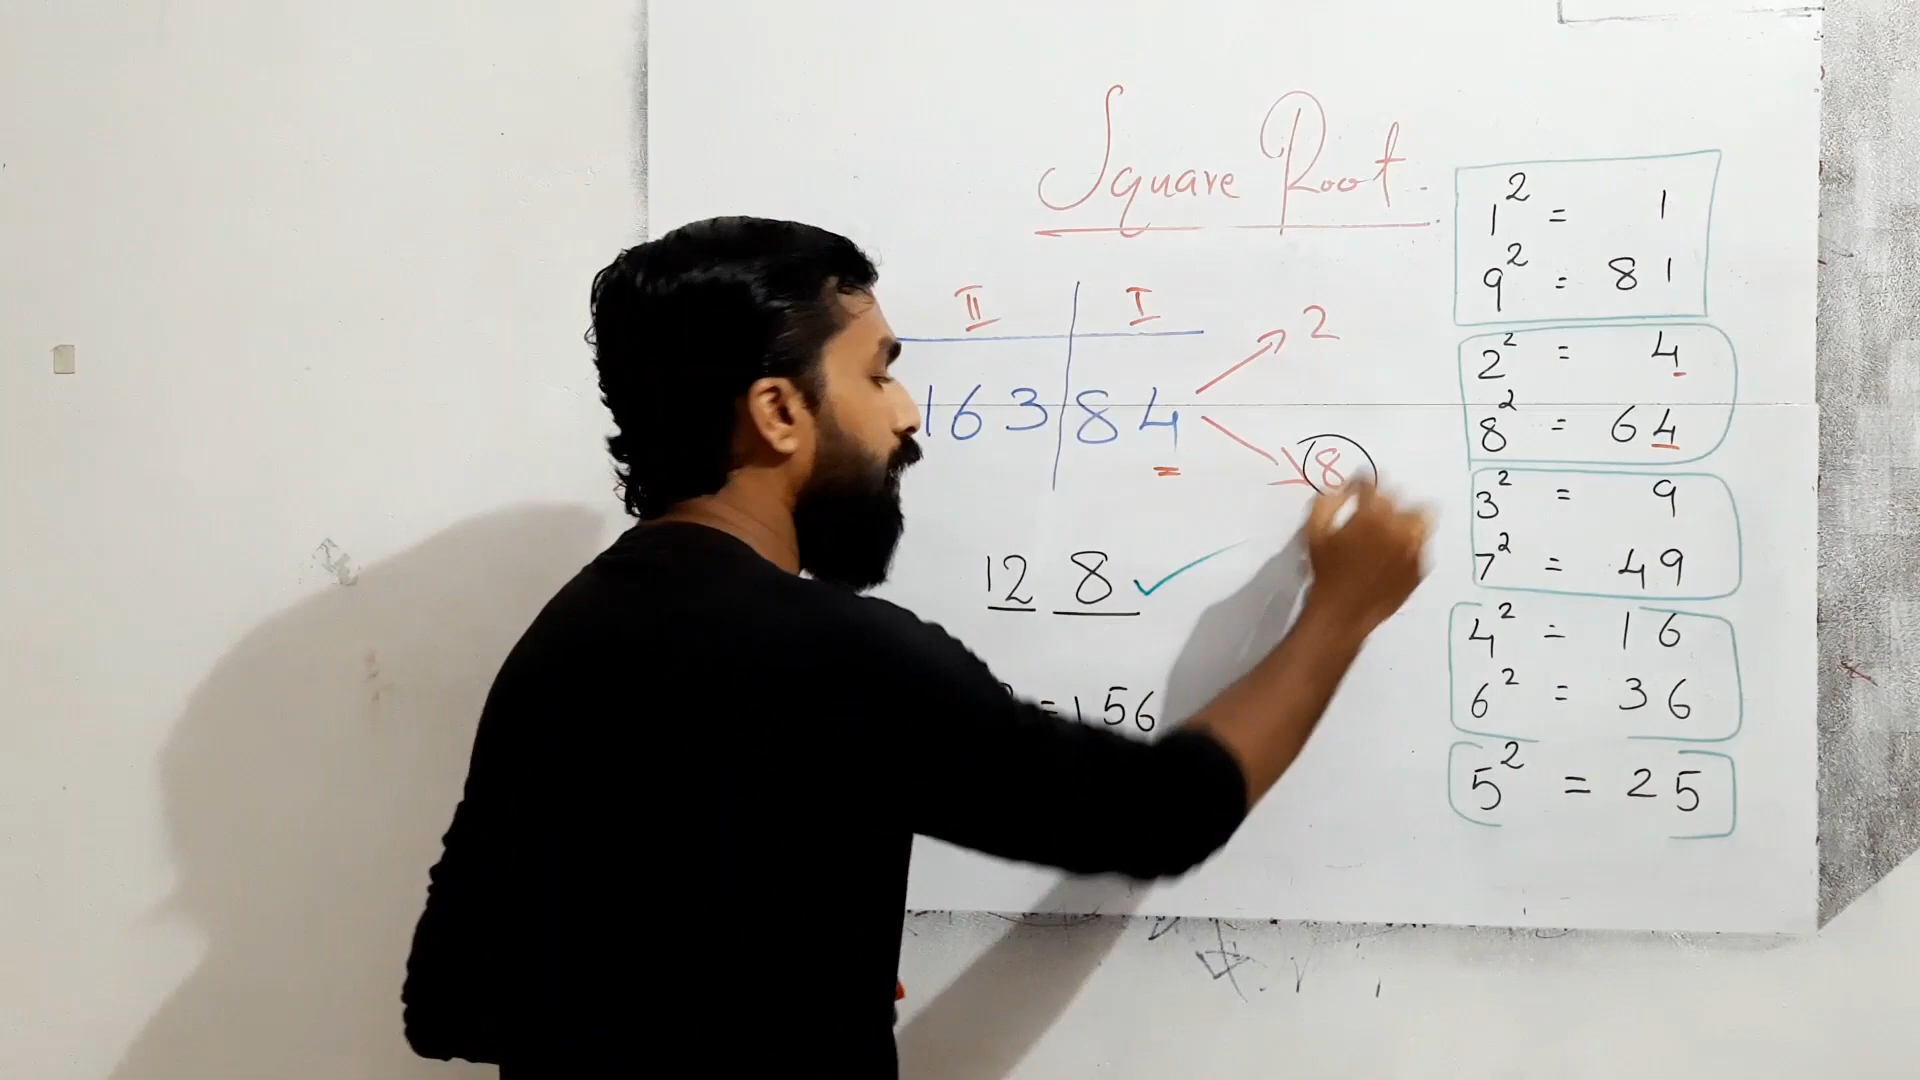 Square Root.
II I
163 84
2
8
12 8
= 156
1² = 1
9² = 81
2² = 4
8² = 64
3² = 9
7² = 49
4² = 16
6² = 36
5² = 25